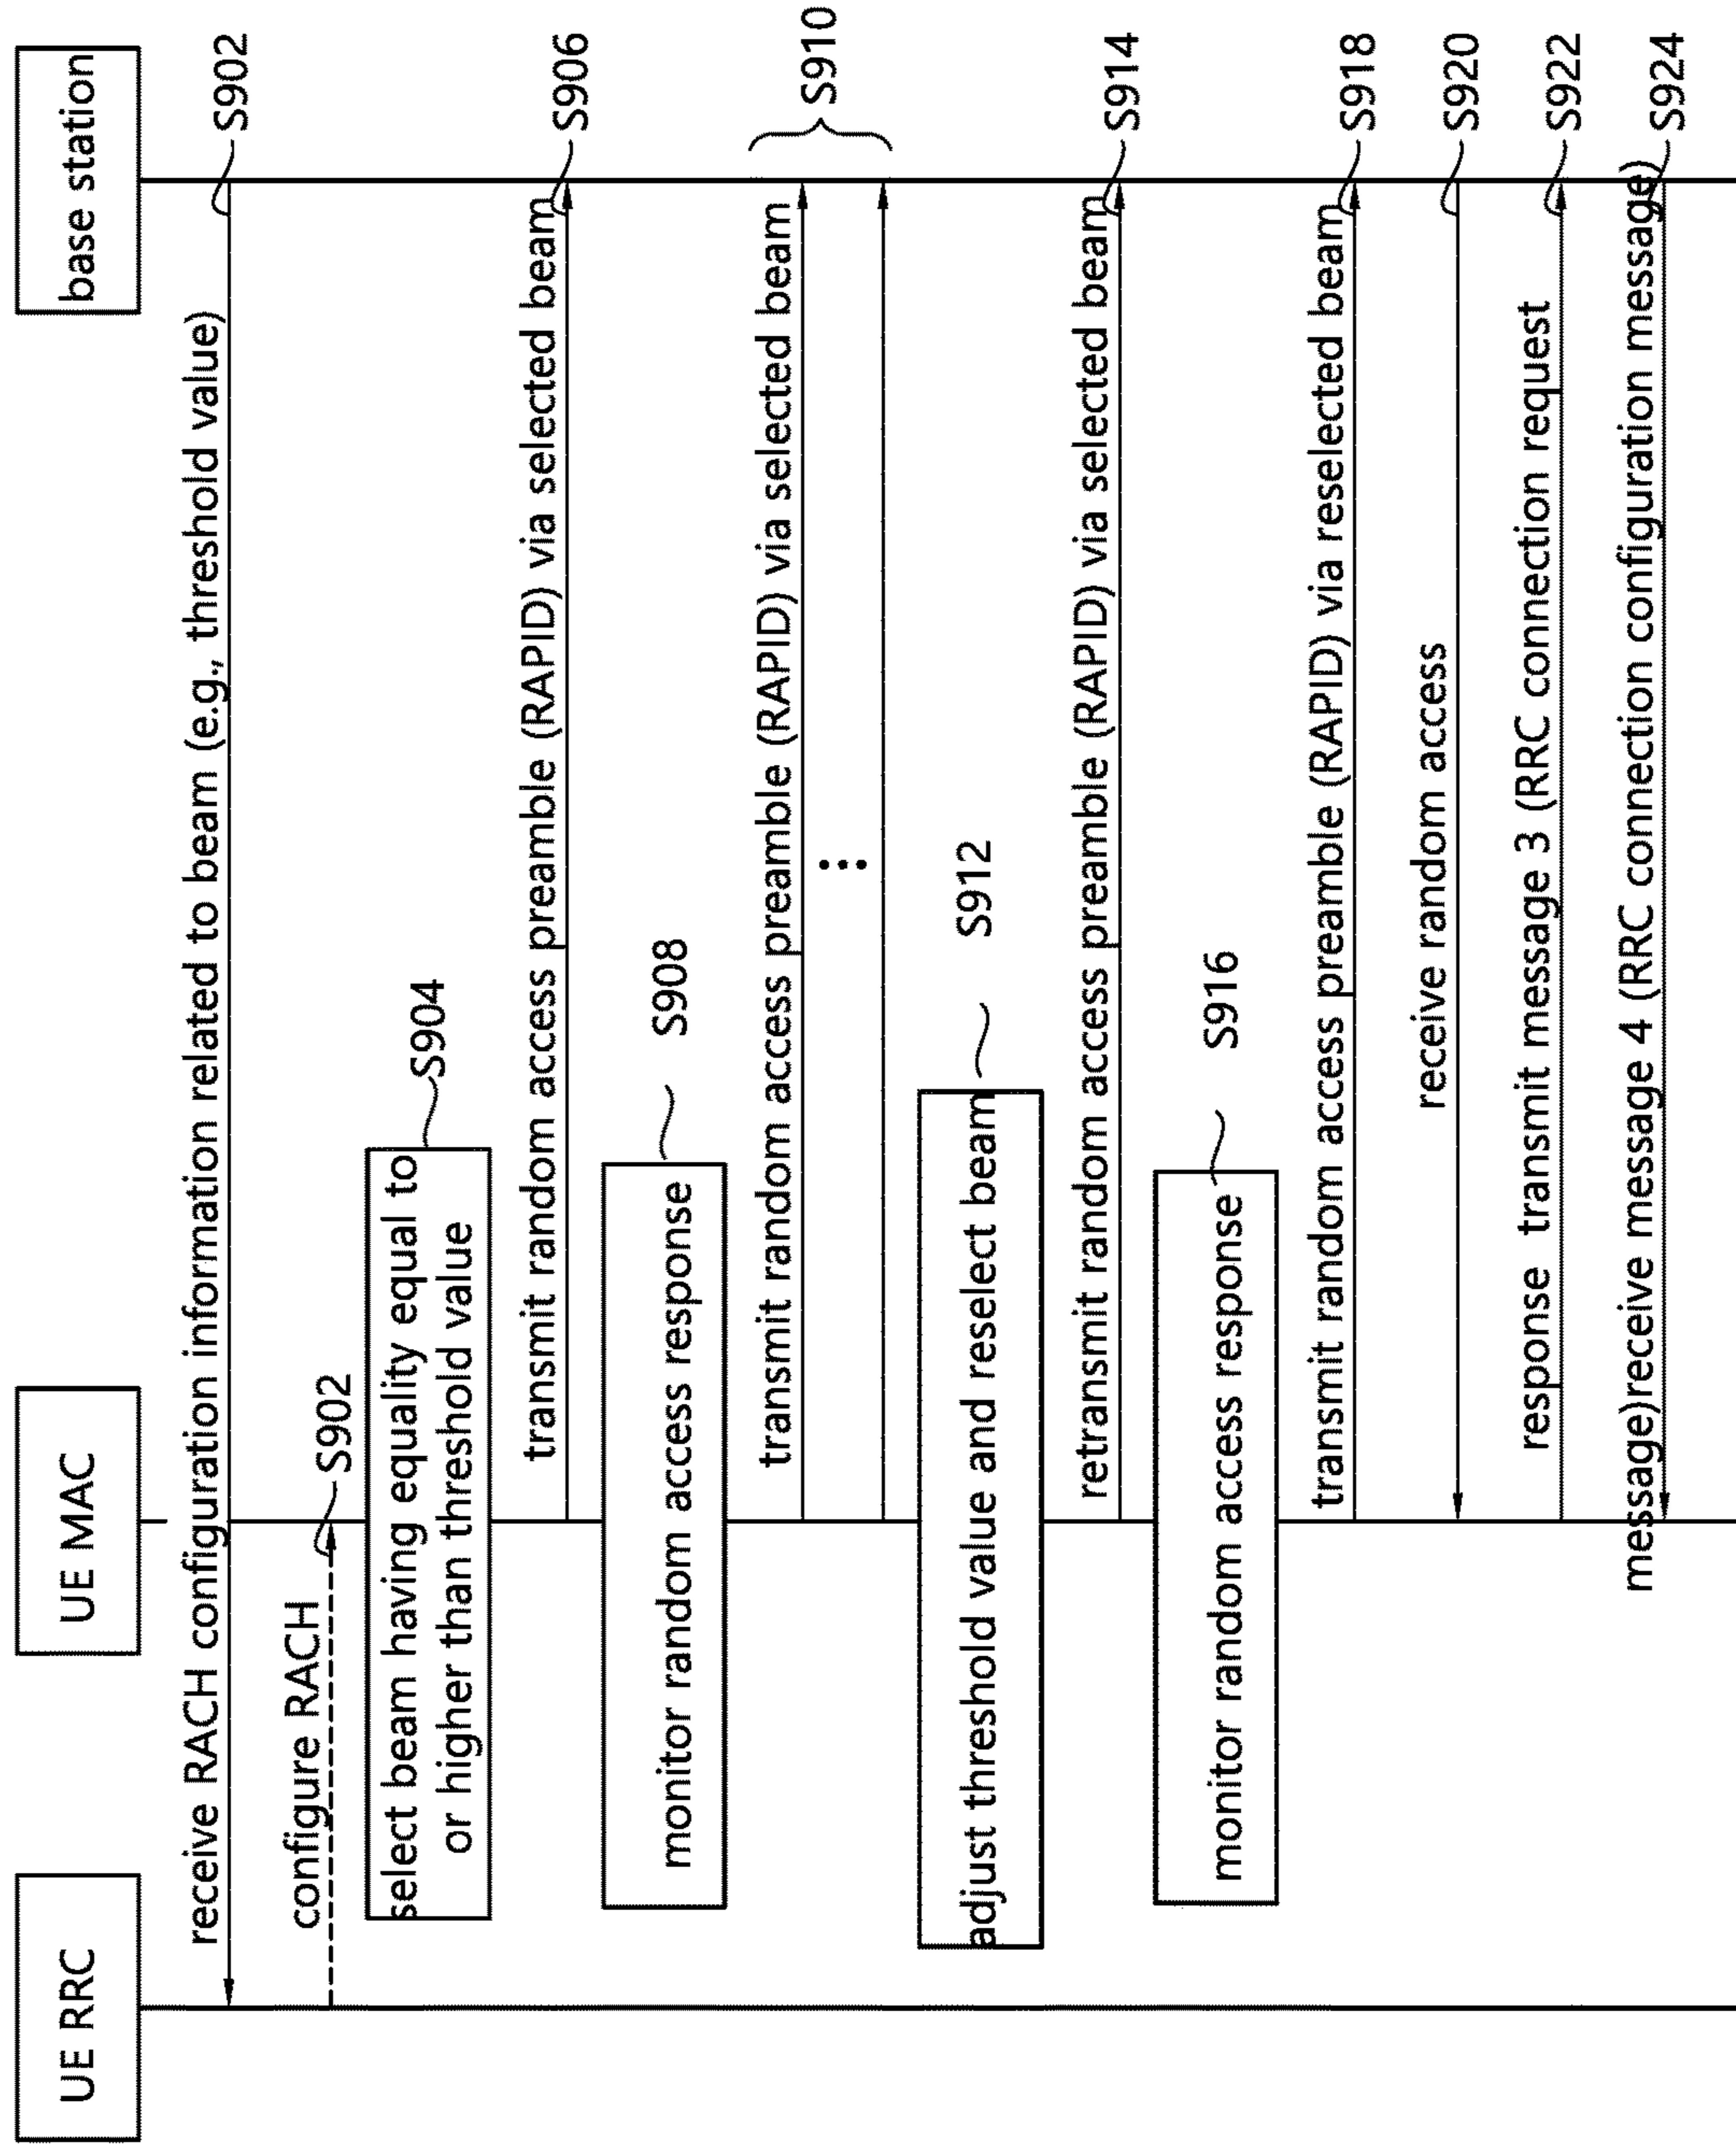 UE RRC
UE MAC
base station
receive RACH configuration information related to beam (e.g., threshold value)
S902
configure RACH
S902
select beam having equality equal to
or higher than threshold value
S904
transmit random access preamble (RAPID) via selected beam
S906
monitor random access response
S908
transmit random access preamble (RAPID) via selected beam
S910
adjust threshold value and reselect beam
S912
retransmit random access preamble (RAPID) via selected beam
S914
monitor random access response
S916
transmit random access preamble (RAPID) via reselected beam
S918
receive random access
S920
response transmit message 3 (RRC connection request
S922
message)receive message 4 (RRC connection configuration message)
S924